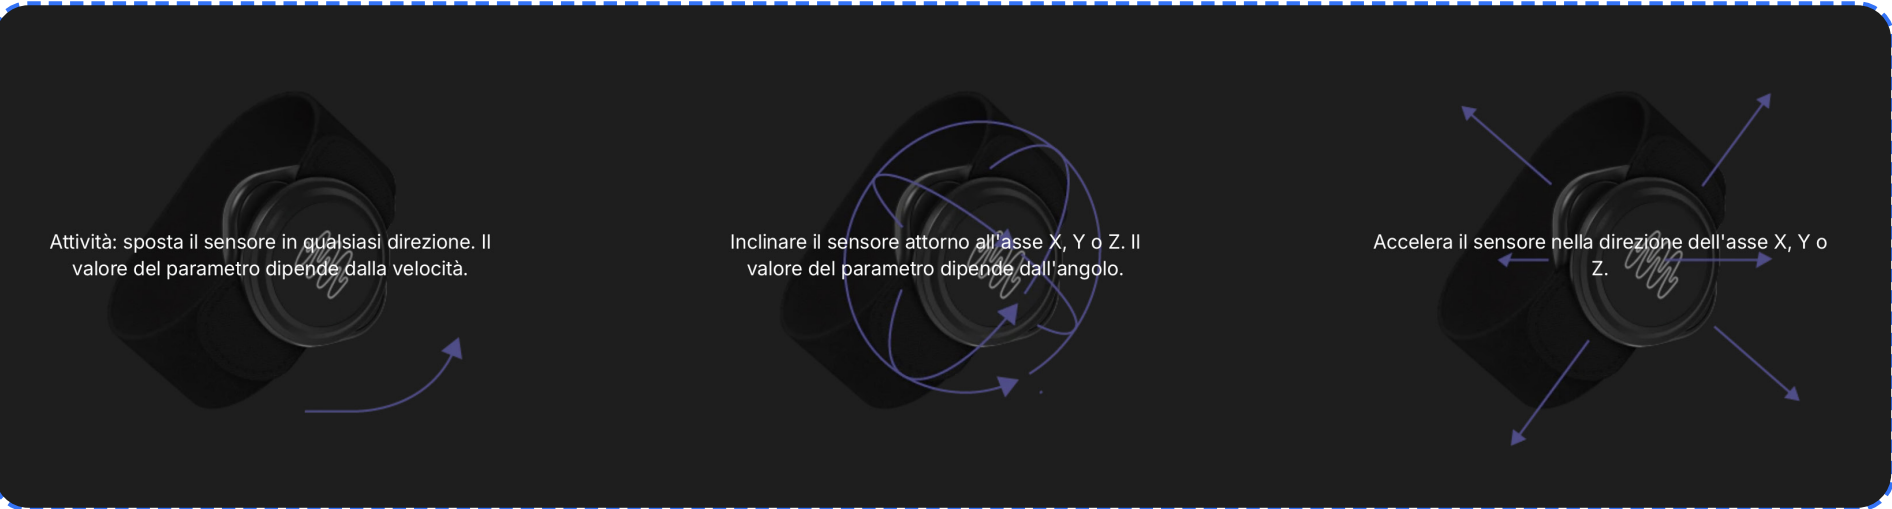 Attività: sposta il sensore in qualsiasi direzione. Il
valore del parametro dipende dalla velocità.
Inclinare il sensore attorno all'asse X, Y o Z. Il
valore del parametro dipende dall'angolo.
Accelera il sensore nella direzione dell'asse X, Y o
Z.